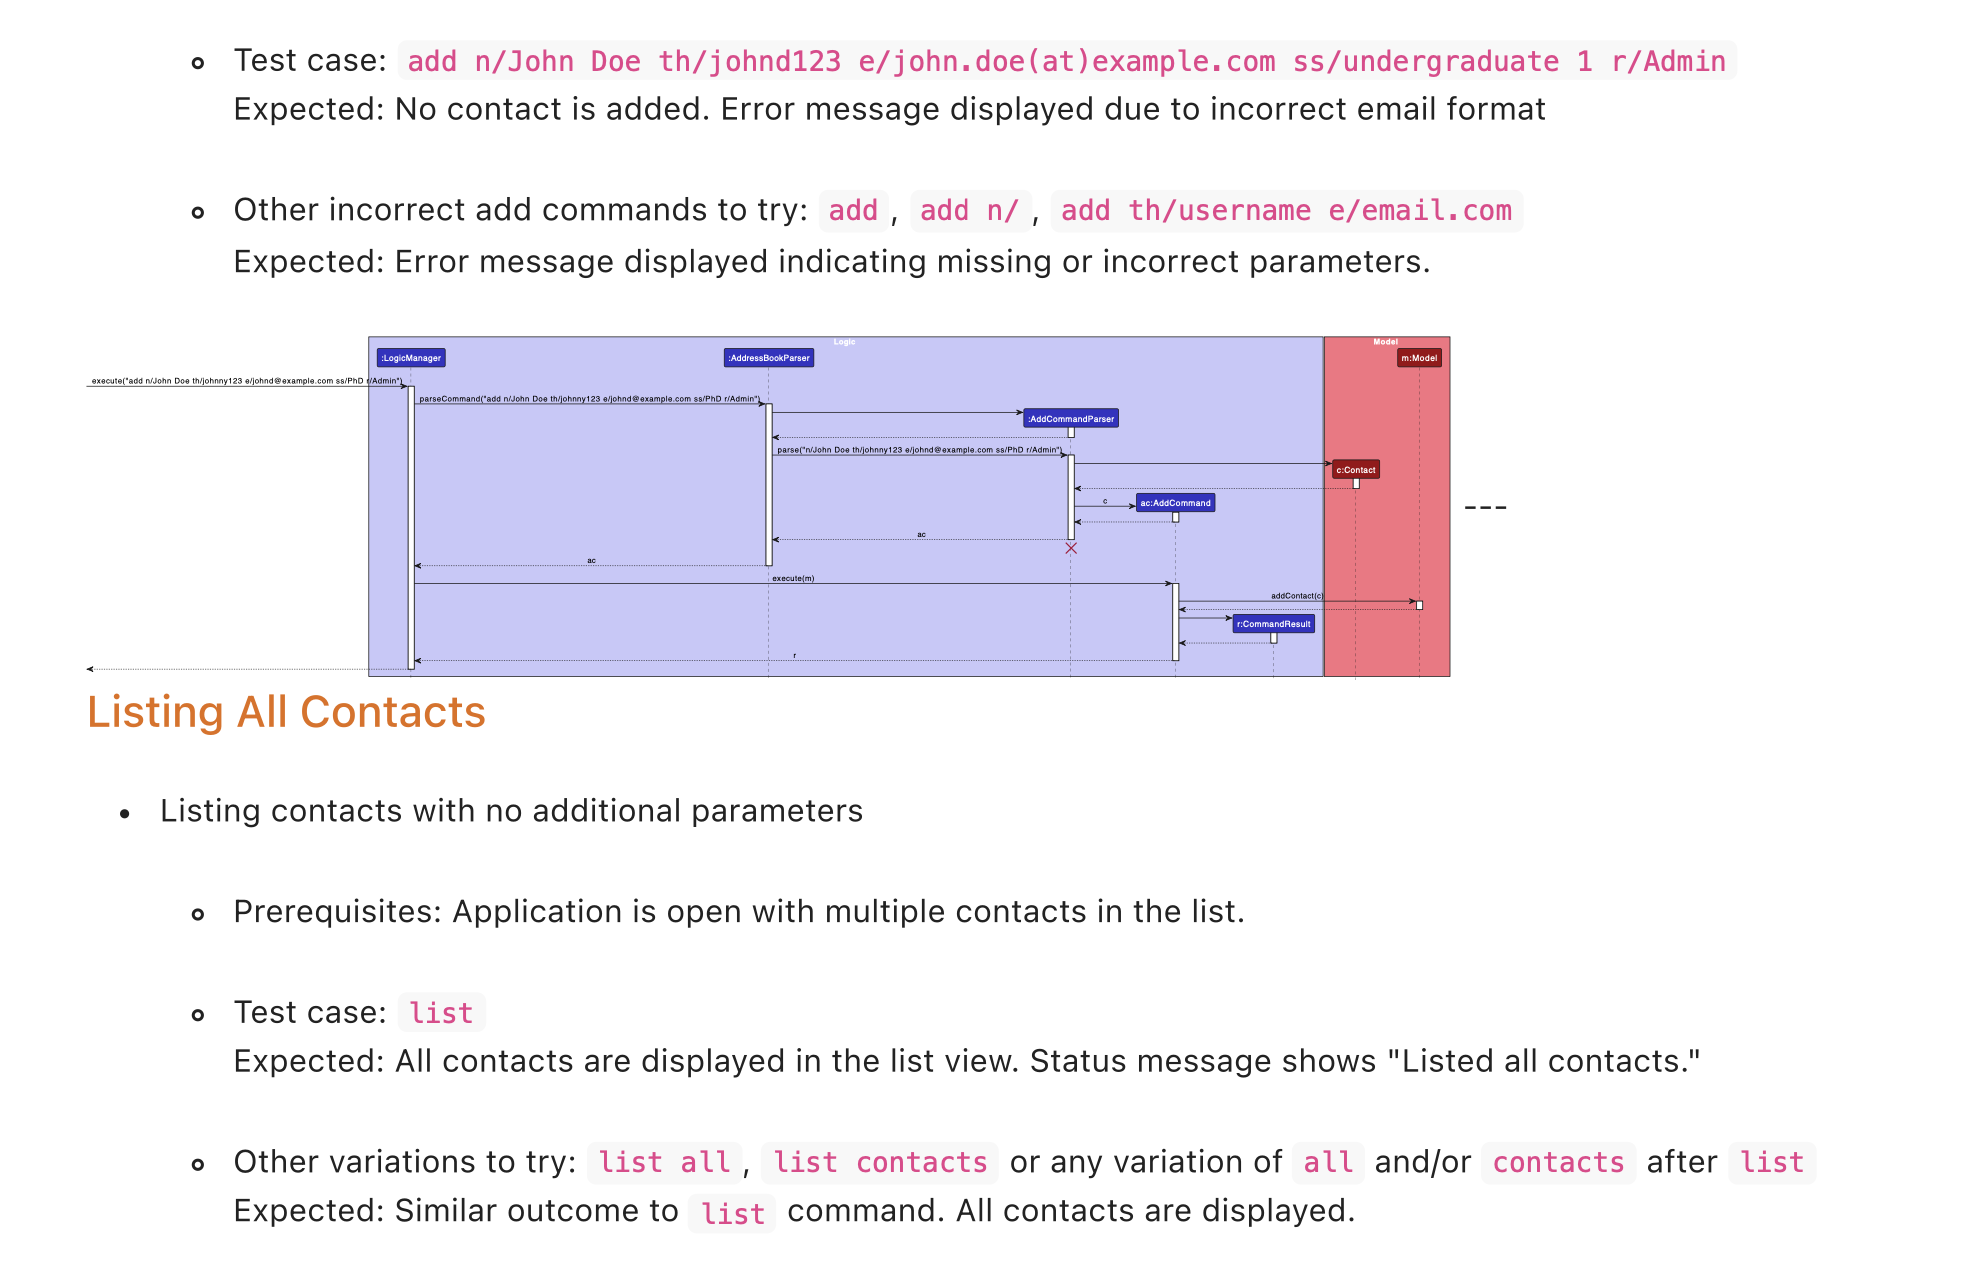 Test case: add n/John Doe th/johnd123 e/john.doe(at)example.com ss/undergraduate 1 r/Admin
Expected: No contact is added. Error message displayed due to incorrect email format
Other incorrect add commands to try: add, add n/, add th/username e/email.com
Expected: Error message displayed indicating missing or incorrect parameters.
Logic
Model
:LogicManager
:AddressBookParser
m:Model
execute("add n/John Doe th/johnny123 e/johnd@example.com ss/PhD r/Admin")
parseCommand("add n/John Doe th/johnny123 e/johnd@example.com ss/PhD r/Admin")
:AddCommandParser
parse("n/John Doe th/johnny123 e/johnd@example.com ss/PhD r/Admin")
c:Contact
c
ac:AddCommand
---
ac
ac
execute(m)
addContact(c)
r:CommandResult
r
Listing All Contacts
Listing contacts with no additional parameters
Prerequisites: Application is open with multiple contacts in the list.
Test case: list
Expected: All contacts are displayed in the list view. Status message shows "Listed all contacts."
Other variations to try: list all, list contacts or any variation of all and/or contacts after list
Expected: Similar outcome to list command. All contacts are displayed.